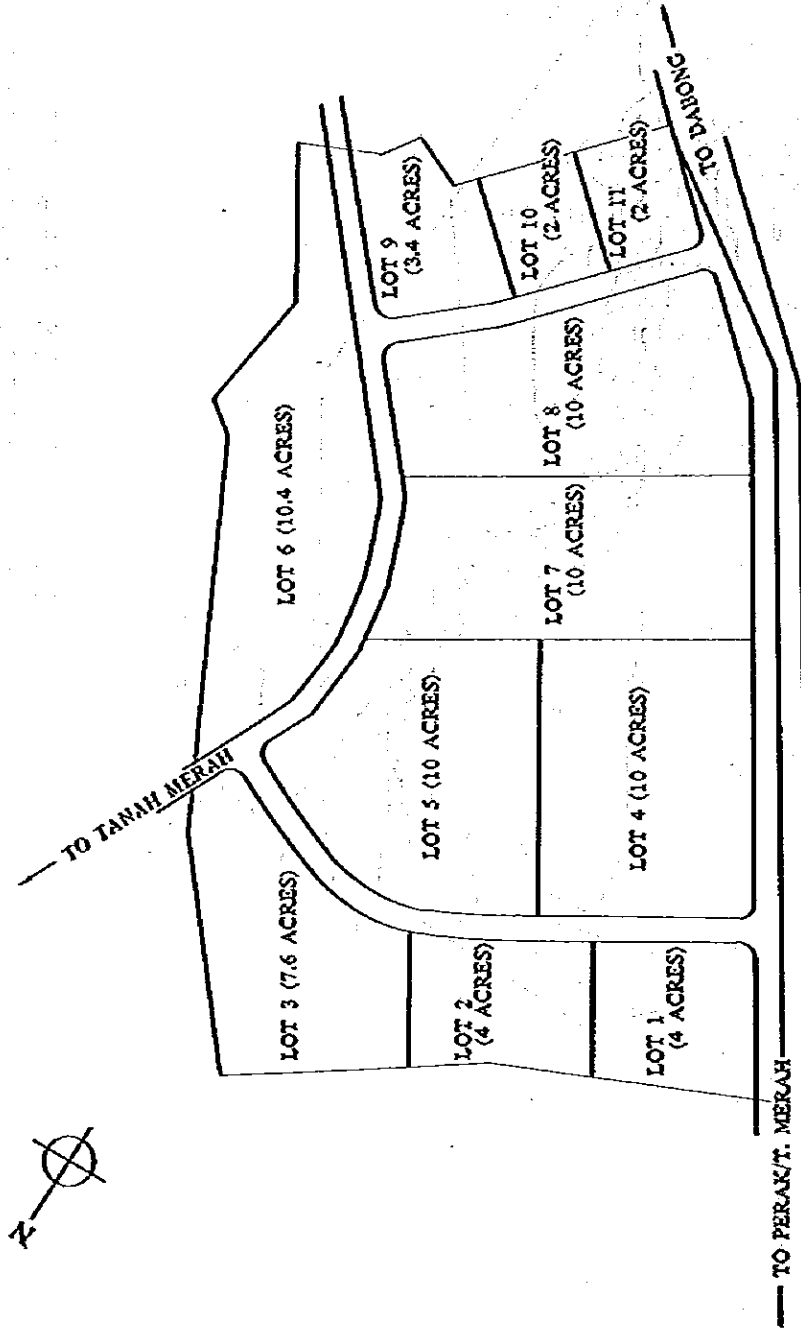 N
TO TANAH MERAH
LOT 3 (7.6 ACRES)
LOT 6 (10.4 ACRES)
LOT 2
(4 ACRES)
LOT 5 (10 ACRES)
LOT 9
(3.4 ACRES)
LOT 1
(4 ACRES)
LOT 4 (10 ACRES)
LOT 7
(10 ACRES)
LOT 8
(10 ACRES)
LOT 10
(2 ACRES)
LOT 11
(2 ACRES)
TO PERAK/T. MERAH
TO DABONG